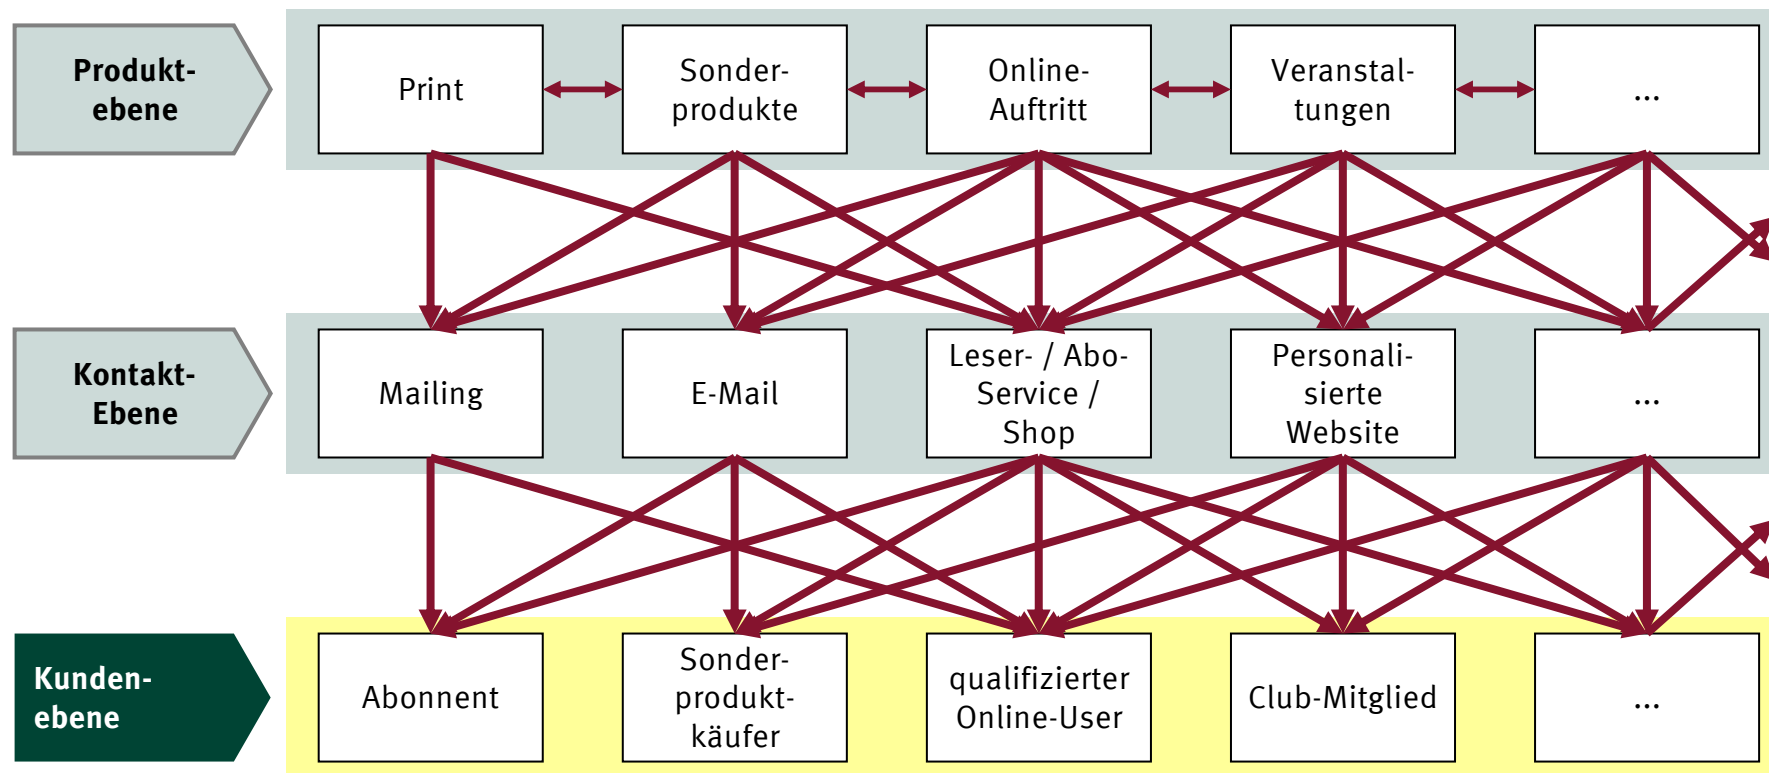 Produkt-
ebene
Print
Sonder-
produkte
Online-
Auftritt
Veranstal-
tungen
...
Kontakt-
Ebene
Mailing
E-Mail
Leser- / Abo-
Service /
Shop
Personali-
sierte
Website
...
Kunden-
ebene
Abonnent
Sonder-
produkt-
käufer
qualifizierter
Online-User
Club-Mitglied
...